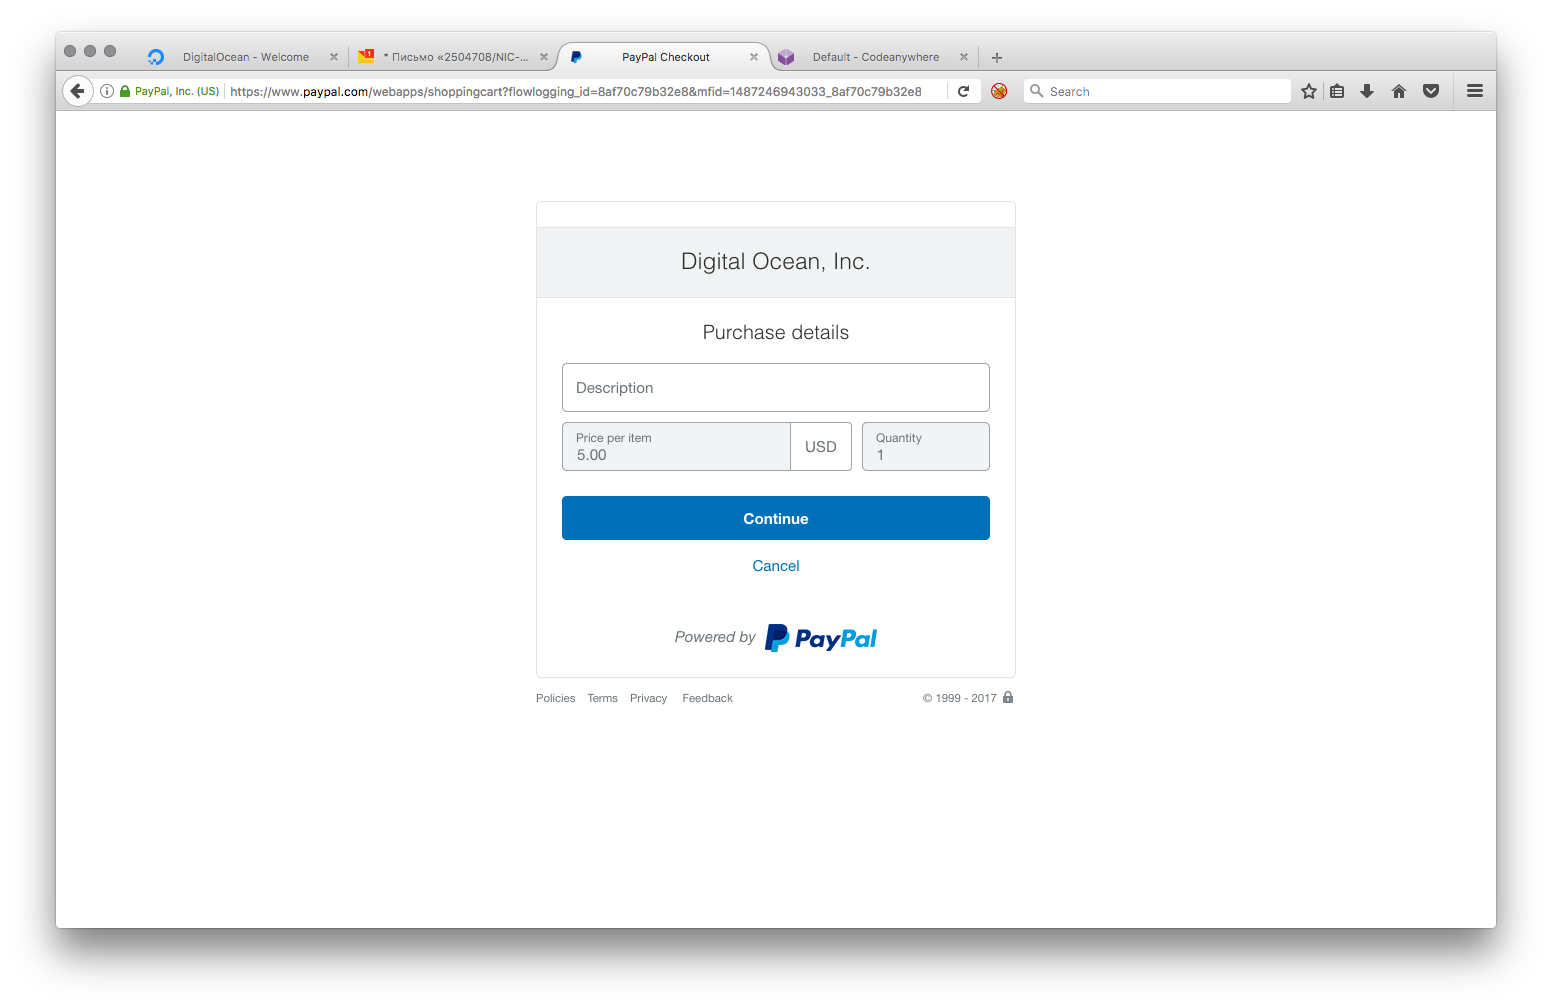 DigitalOcean - Welcome
* Письмо «2504708/NIC-...
PayPal Checkout
Default - Codeanywhere
PayPal, Inc. (US)
https://www.paypal.com/webapps/shoppingcart?flowlogging_id=8af70c79b32e8&mfid=1487246943033_8af70c79b32e8
Search
Digital Ocean, Inc.
Purchase details
Description
Price per item
5.00
USD
Quantity
1
Continue
Cancel
Powered by PayPal
Policies Terms Privacy Feedback
© 1999 - 2017